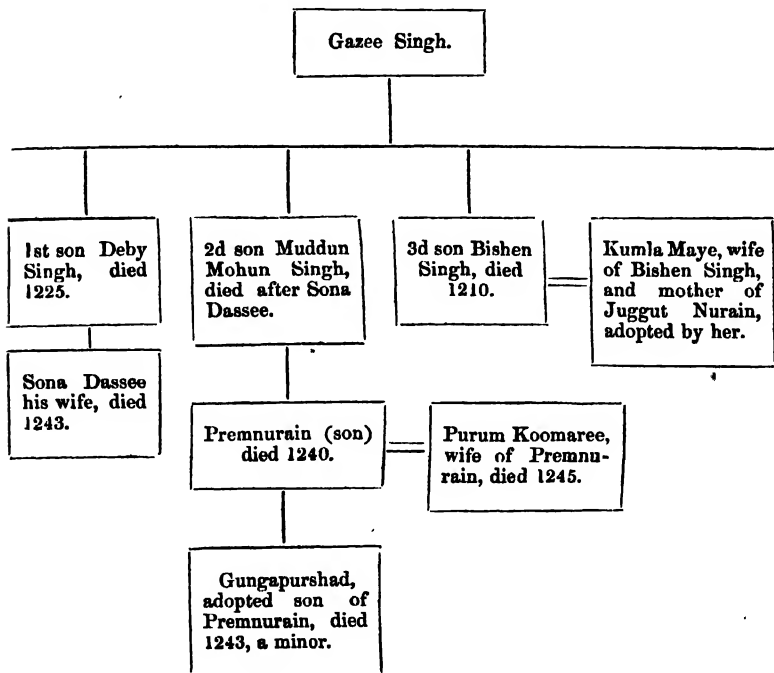 Gazee Singh.
1st son Deby
Singh, died
1225.
2d son Muddun
Mohun Singh,
died after Sona
Dassee.
3d son Bishen
Singh, died
1210.
Kumla Maye, wife
of Bishen Singh,
and mother of
Juggut Nurain,
adopted by her.
Sona Dassee
his wife, died
1243.
Premnurain (son)
died 1240.
Purum Koomaree,
wife of Premnu-
rain, died 1245.
Gungapurshad,
adopted son of
Premnurain, died
1243, a minor.